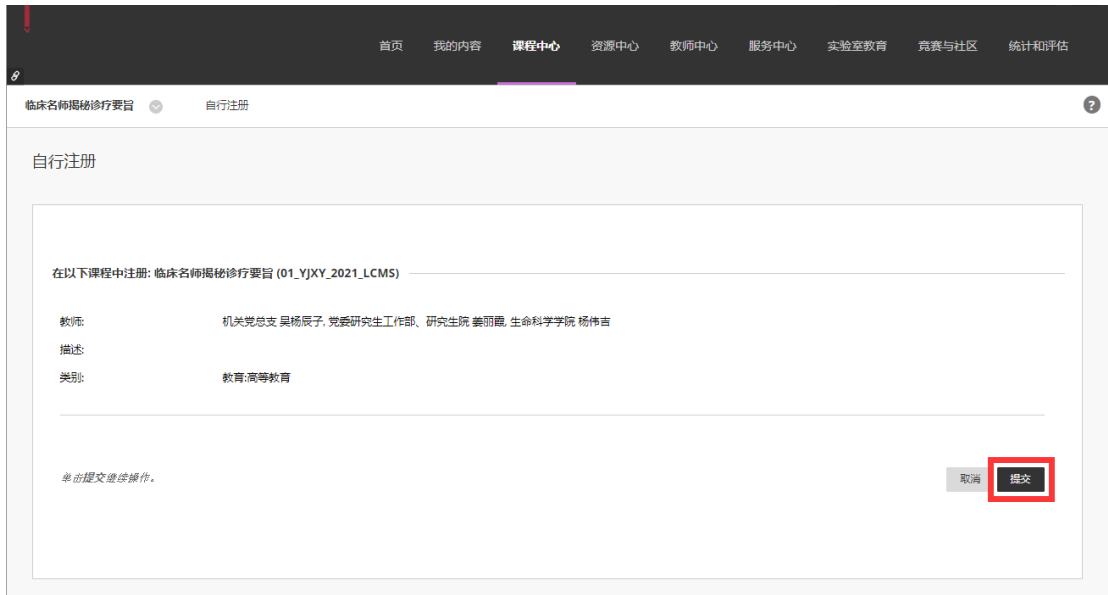 首页 我的内容 课程中心 资源中心 教师中心 服务中心 实验室教育 竞赛与社区 统计和评估
临床名师揭秘诊疗要旨 自行注册 ?
自行注册
在以下课程中注册: 临床名师揭秘诊疗要旨 (01_YJXY_2021_LCMS)
教师: 机关党总支 吴杨辰子, 党委研究生工作部、研究生院 姜丽霞, 生命科学学院 杨伟吉
描述:
类别: 教育:高等教育
单击提交继续操作。 取消 提交